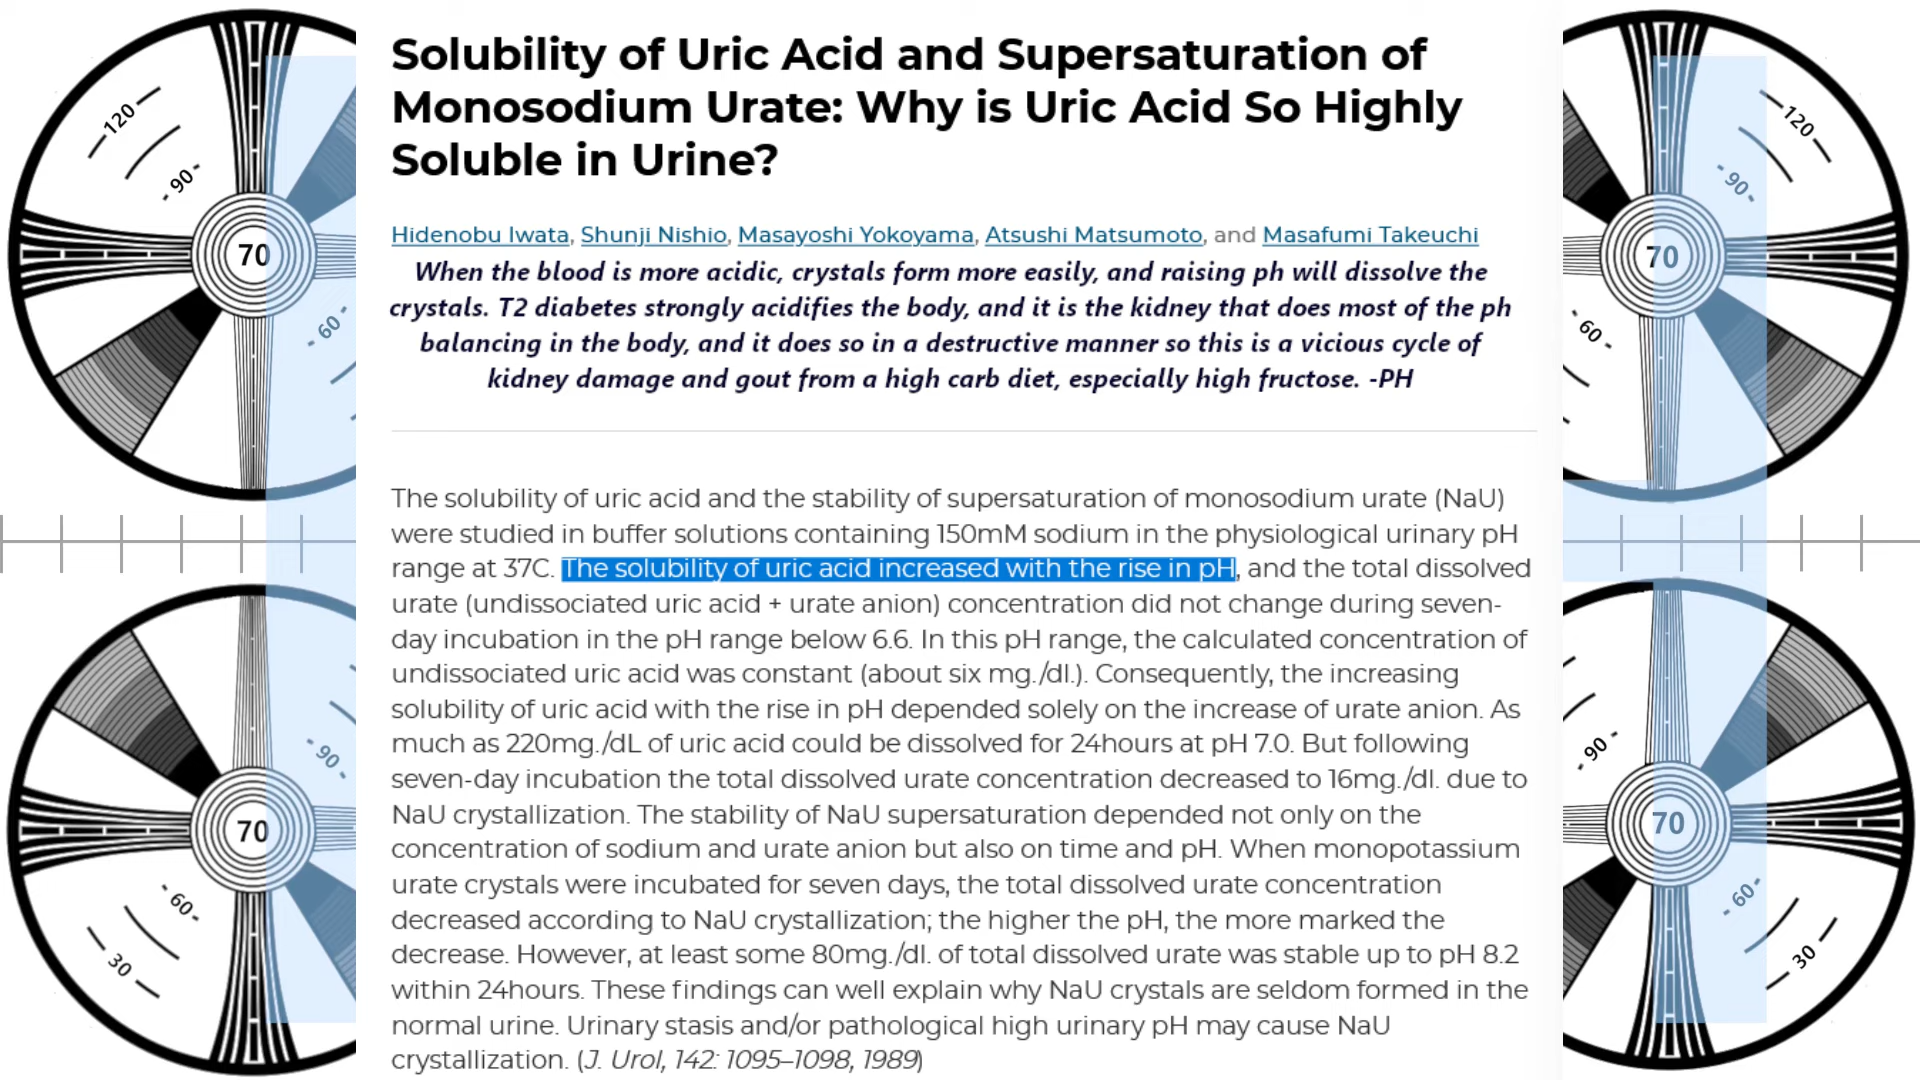 Solubility of Uric Acid and Supersaturation of
Monosodium Urate: Why is Uric Acid So Highly
Soluble in Urine?
Hidenobu Iwata, Shunji Nishio, Masayoshi Yokoyama, Atsushi Matsumoto, and Masafumi Takeuchi
When the blood is more acidic, crystals form more easily, and raising ph will dissolve the
crystals. T2 diabetes strongly acidifies the body, and it is the kidney that does most of the ph
balancing in the body, and it does so in a destructive manner so this is a vicious cycle of
kidney damage and gout from a high carb diet, especially high fructose. -PH
The solubility of uric acid and the stability of supersaturation of monosodium urate (NaU)
were studied in buffer solutions containing 150mM sodium in the physiological urinary pH
range at 37C. The solubility of uric acid increased with the rise in pH, and the total dissolved
urate (undissociated uric acid + urate anion) concentration did not change during seven-
day incubation in the pH range below 6.6. In this pH range, the calculated concentration of
undissociated uric acid was constant (about six mg./dl.). Consequently, the increasing
solubility of uric acid with the rise in pH depended solely on the increase of urate anion. As
much as 220mg./dL of uric acid could be dissolved for 24hours at pH 7.0. But following
seven-day incubation the total dissolved urate concentration decreased to 16mg./dl. due to
NaU crystallization. The stability of NaU supersaturation depended not only on the
concentration of sodium and urate anion but also on time and pH. When monopotassium
urate crystals were incubated for seven days, the total dissolved urate concentration
decreased according to NaU crystallization; the higher the pH, the more marked the
decrease. However, at least some 80mg./dl. of total dissolved urate was stable up to pH 8.2
within 24hours. These findings can well explain why NaU crystals are seldom formed in the
normal urine. Urinary stasis and/or pathological high urinary pH may cause NaU
crystallization. (J. Urol, 142: 1095–1098, 1989)
120
- 90 -
70
- 60 -
120
- 90 -
70
- 60 -
- 90 -
70
- 60 -
30
- 90 -
70
- 60 -
30